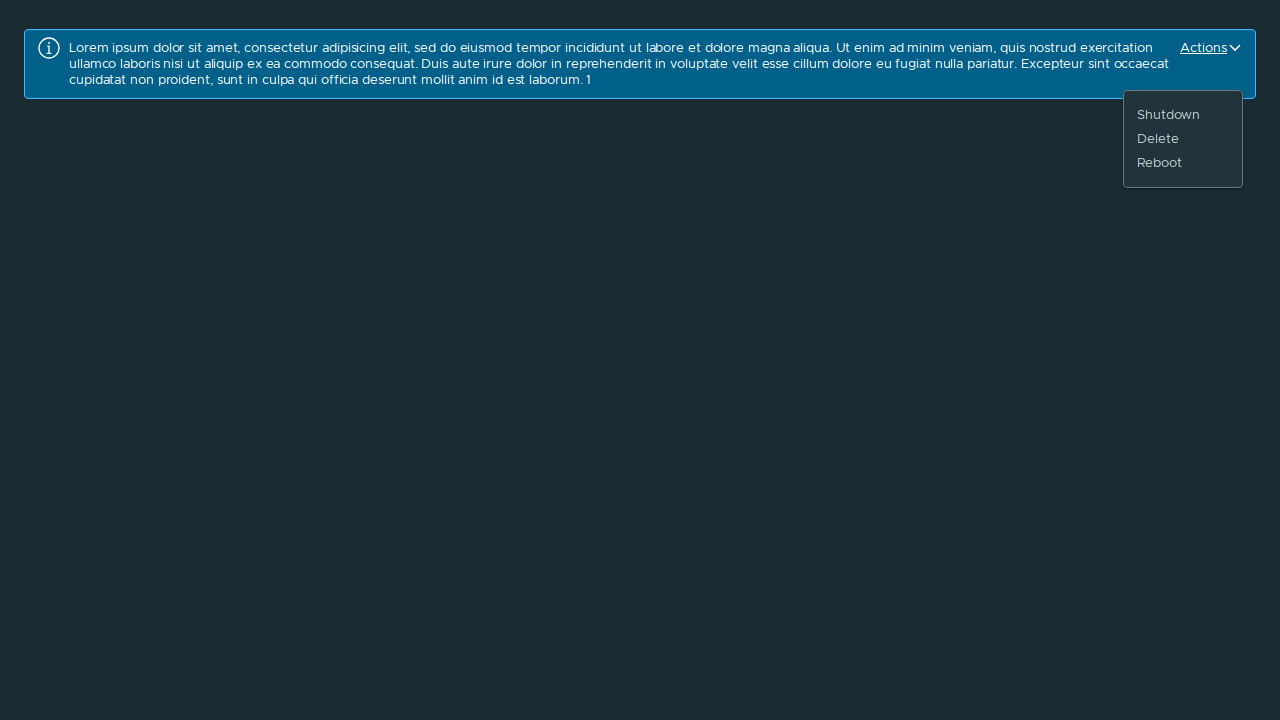 Lorem ipsum dolor sit amet, consectetur adipisicing elit, sed do eiusmod tempor incididunt ut labore et dolore magna aliqua. Ut enim ad minim veniam, quis nostrud exercitation
ullamco laboris nisi ut aliquip ex ea commodo consequat. Duis aute irure dolor in reprehenderit in voluptate velit esse cillum dolore eu fugiat nulla pariatur. Excepteur sint occaecat
cupidatat non proident, sunt in culpa qui officia deserunt mollit anim id est laborum. 1
Actions
Shutdown
Delete
Reboot